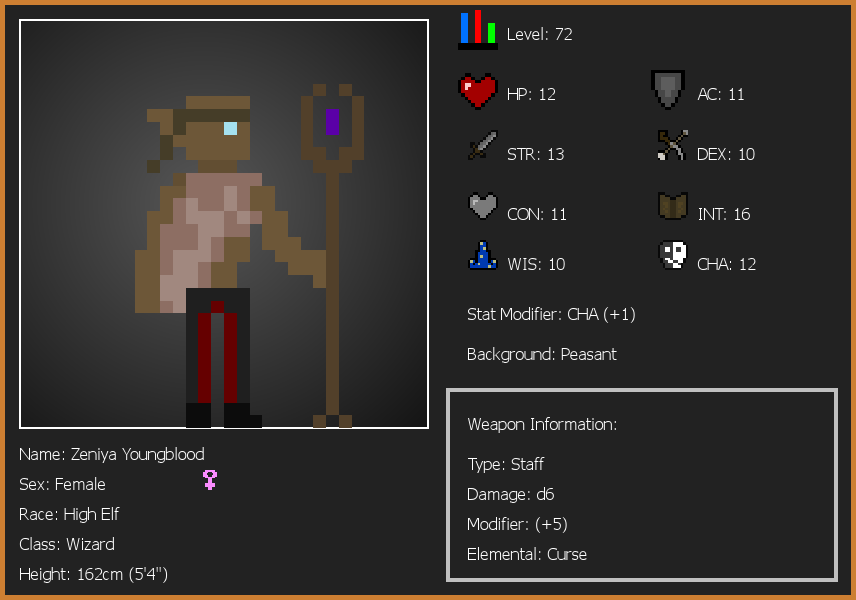 Level: 72
HP: 12
AC: 11
STR: 13
DEX: 10
CON: 11
INT: 16
WIS: 10
CHA: 12
Stat Modifier: CHA (+1)
Background: Peasant
Weapon Information:
Type: Staff
Damage: d6
Modifier: (+5)
Elemental: Curse
Name: Zeniya Youngblood
Sex: Female
Race: High Elf
Class: Wizard
Height: 162cm (5'4")